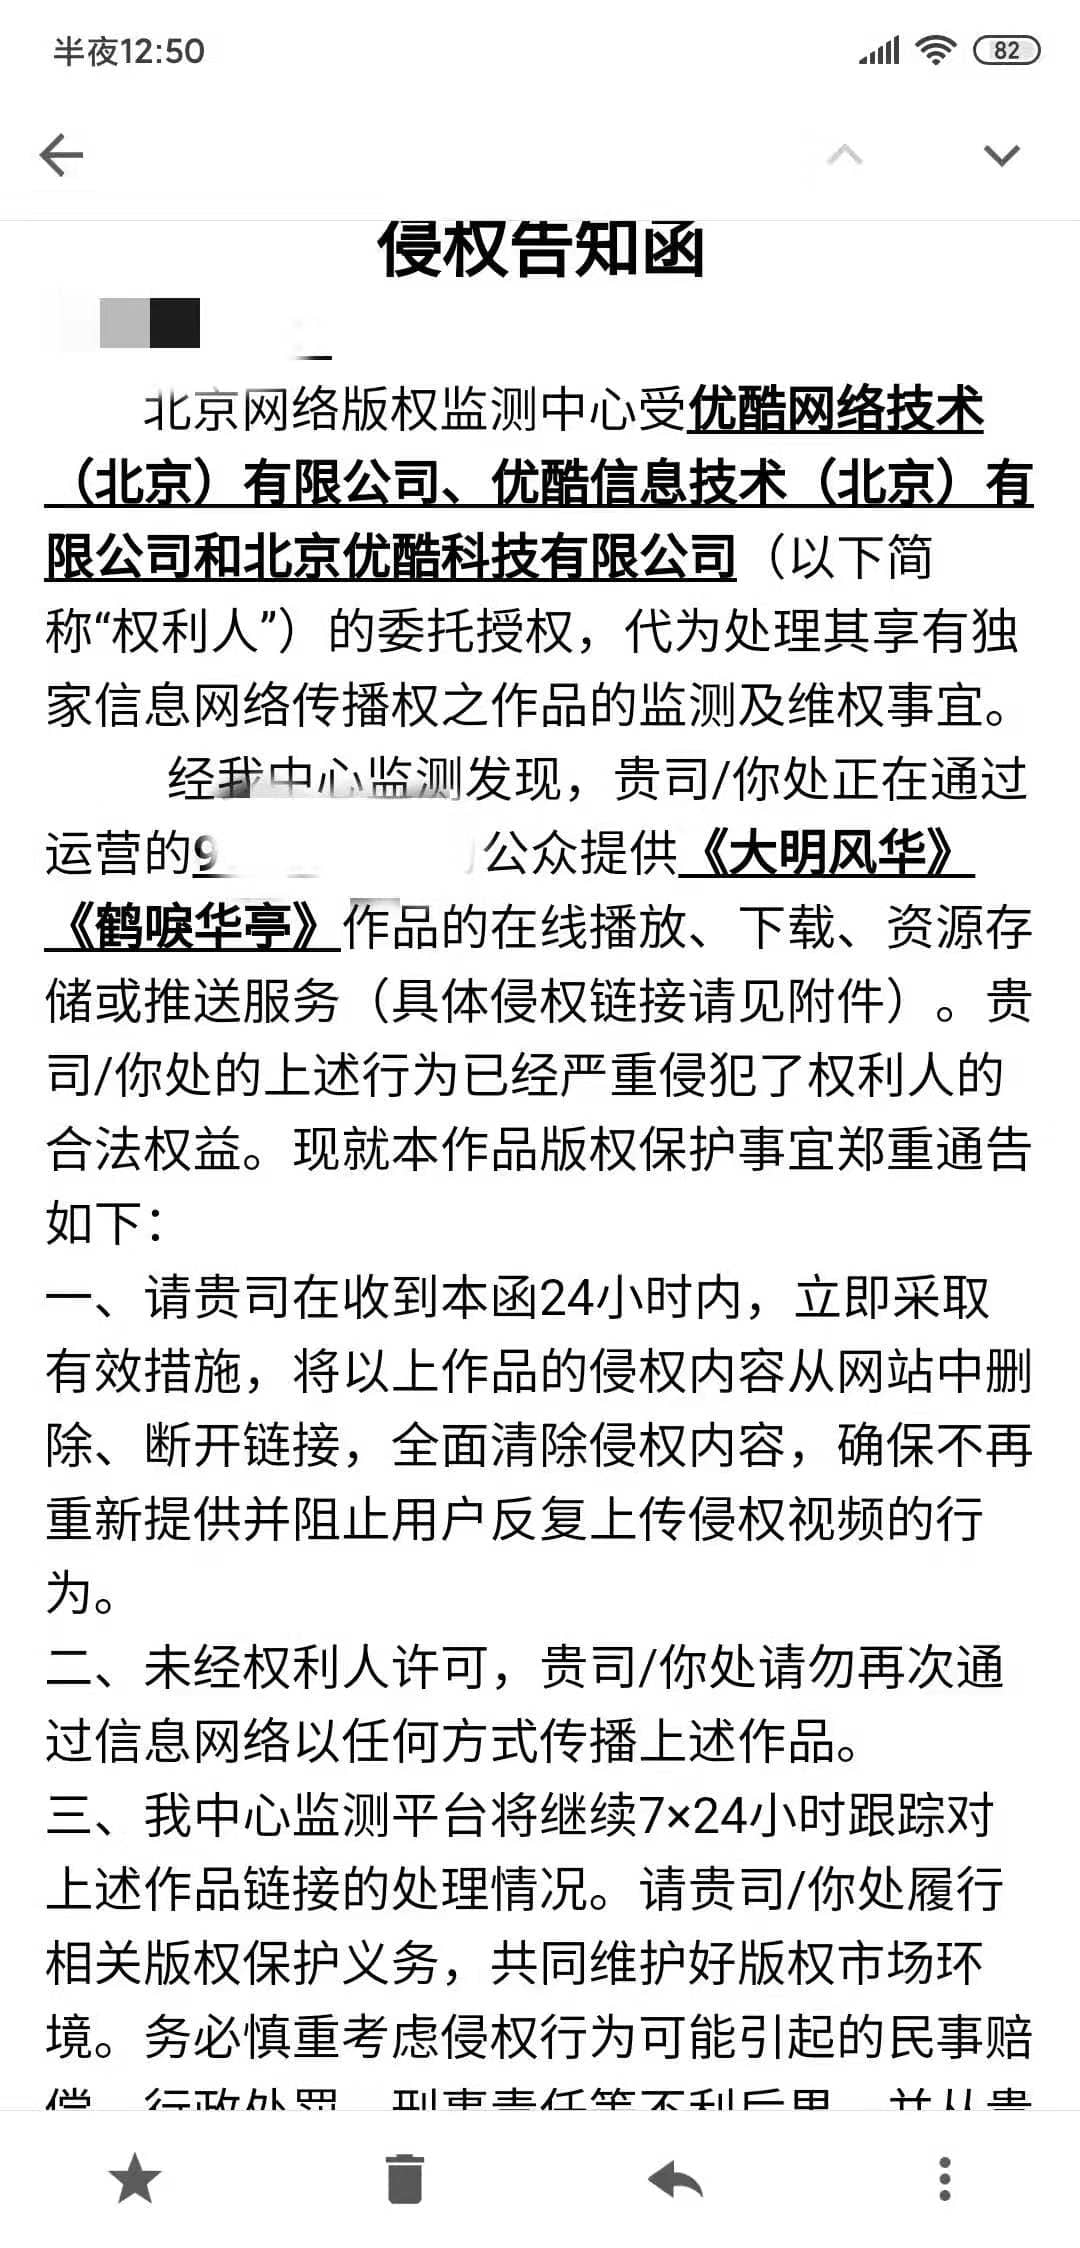 半夜12:50
82
侵权告知函
北京网络版权监测中心受优酷网络技术
（北京）有限公司、优酷信息技术（北京）有
限公司和北京优酷科技有限公司（以下简
称“权利人”）的委托授权，代为处理其享有独
家信息网络传播权之作品的监测及维权事宜。
经我中心监测发现，贵司/你处正在通过
运营的9 公众提供《大明风华》
《鹤唳华亭》作品的在线播放、下载、资源存
储或推送服务（具体侵权链接请见附件）。贵
司/你处的上述行为已经严重侵犯了权利人的
合法权益。现就本作品版权保护事宜郑重通告
如下：
一、请贵司在收到本函24小时内，立即采取
有效措施，将以上作品的侵权内容从网站中删
除、断开链接，全面清除侵权内容，确保不再
重新提供并阻止用户反复上传侵权视频的行
为。
二、未经权利人许可，贵司/你处请勿再次通
过信息网络以任何方式传播上述作品。
三、我中心监测平台将继续7×24小时跟踪对
上述作品链接的处理情况。请贵司/你处履行
相关版权保护义务，共同维护好版权市场环
境。务必慎重考虑侵权行为可能引起的民事赔
偿、行政处罚、刑事责任等不利后果，并从贵